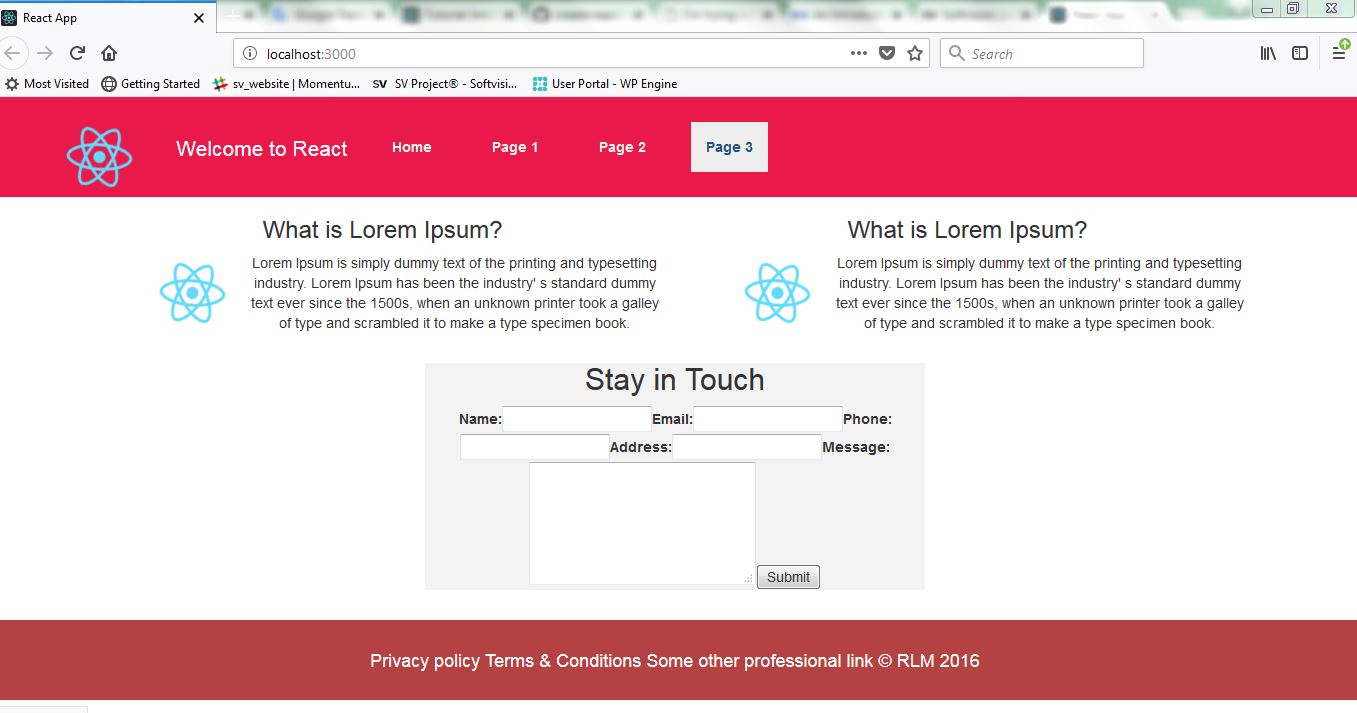 React App
localhost:3000
Search
Most Visited
Getting Started
sv_website | Momentu...
SV SV Project® - Softvisi...
User Portal - WP Engine
Welcome to React
Home
Page 1
Page 2
Page 3
What is Lorem Ipsum?
Lorem Ipsum is simply dummy text of the printing and typesetting
industry. Lorem Ipsum has been the industry' s standard dummy
text ever since the 1500s, when an unknown printer took a galley
of type and scrambled it to make a type specimen book.
What is Lorem Ipsum?
Lorem Ipsum is simply dummy text of the printing and typesetting
industry. Lorem Ipsum has been the industry' s standard dummy
text ever since the 1500s, when an unknown printer took a galley
of type and scrambled it to make a type specimen book.
Stay in Touch
Name: Email: Phone:
Address: Message:
Submit
Privacy policy Terms & Conditions Some other professional link © RLM 2016